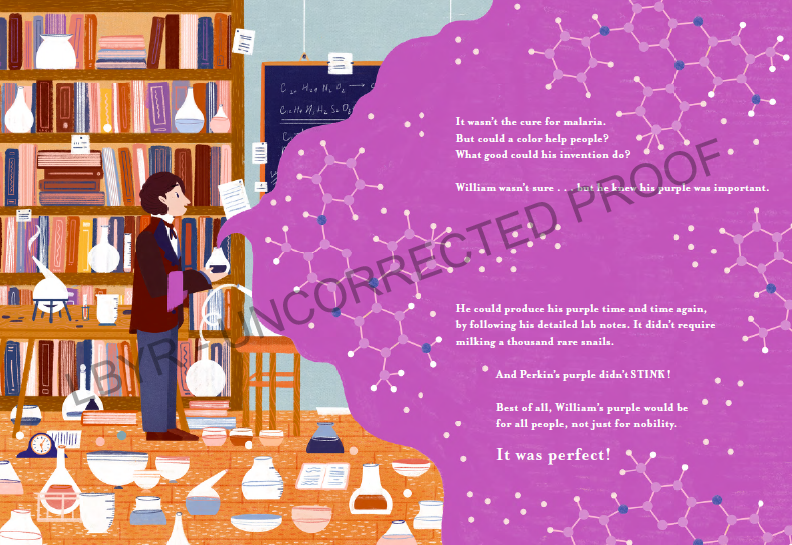 It wasn't the cure for malaria.
But could a color help people?
What good could his invention do?
William wasn't sure . . . but he knew his purple was important.
He could produce his purple time and time again,
by following his detailed lab notes. It didn't require
milking a thousand rare snails.
And Perkin's purple didn't STINK!
Best of all, William's purple would be
for all people, not just for nobility.
It was perfect!
UNCORRECTED PROOF